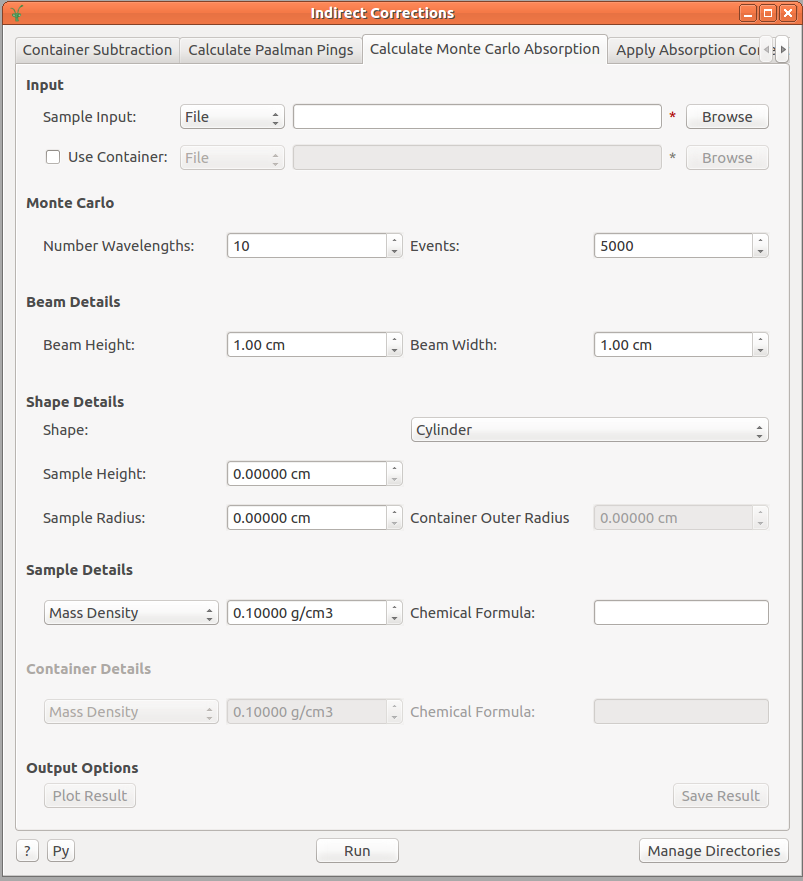 Indirect Corrections
Container Subtraction Calculate Paalman Pings Calculate Monte Carlo Absorption Apply Absorption
Input
Sample Input: File * Browse
Use Container: File * Browse
Monte Carlo
Number Wavelengths: 10 Events: 5000
Beam Details
Beam Height: 1.00 cm Beam Width: 1.00 cm
Shape Details
Shape: Cylinder
Sample Height: 0.00000 cm
Sample Radius: 0.00000 cm Container Outer Radius 0.00000 cm
Sample Details
Mass Density 0.10000 g/cm3 Chemical Formula:
Container Details
Mass Density 0.10000 g/cm3 Chemical Formula:
Output Options
Plot Result Save Result
? Py Run Manage Directories